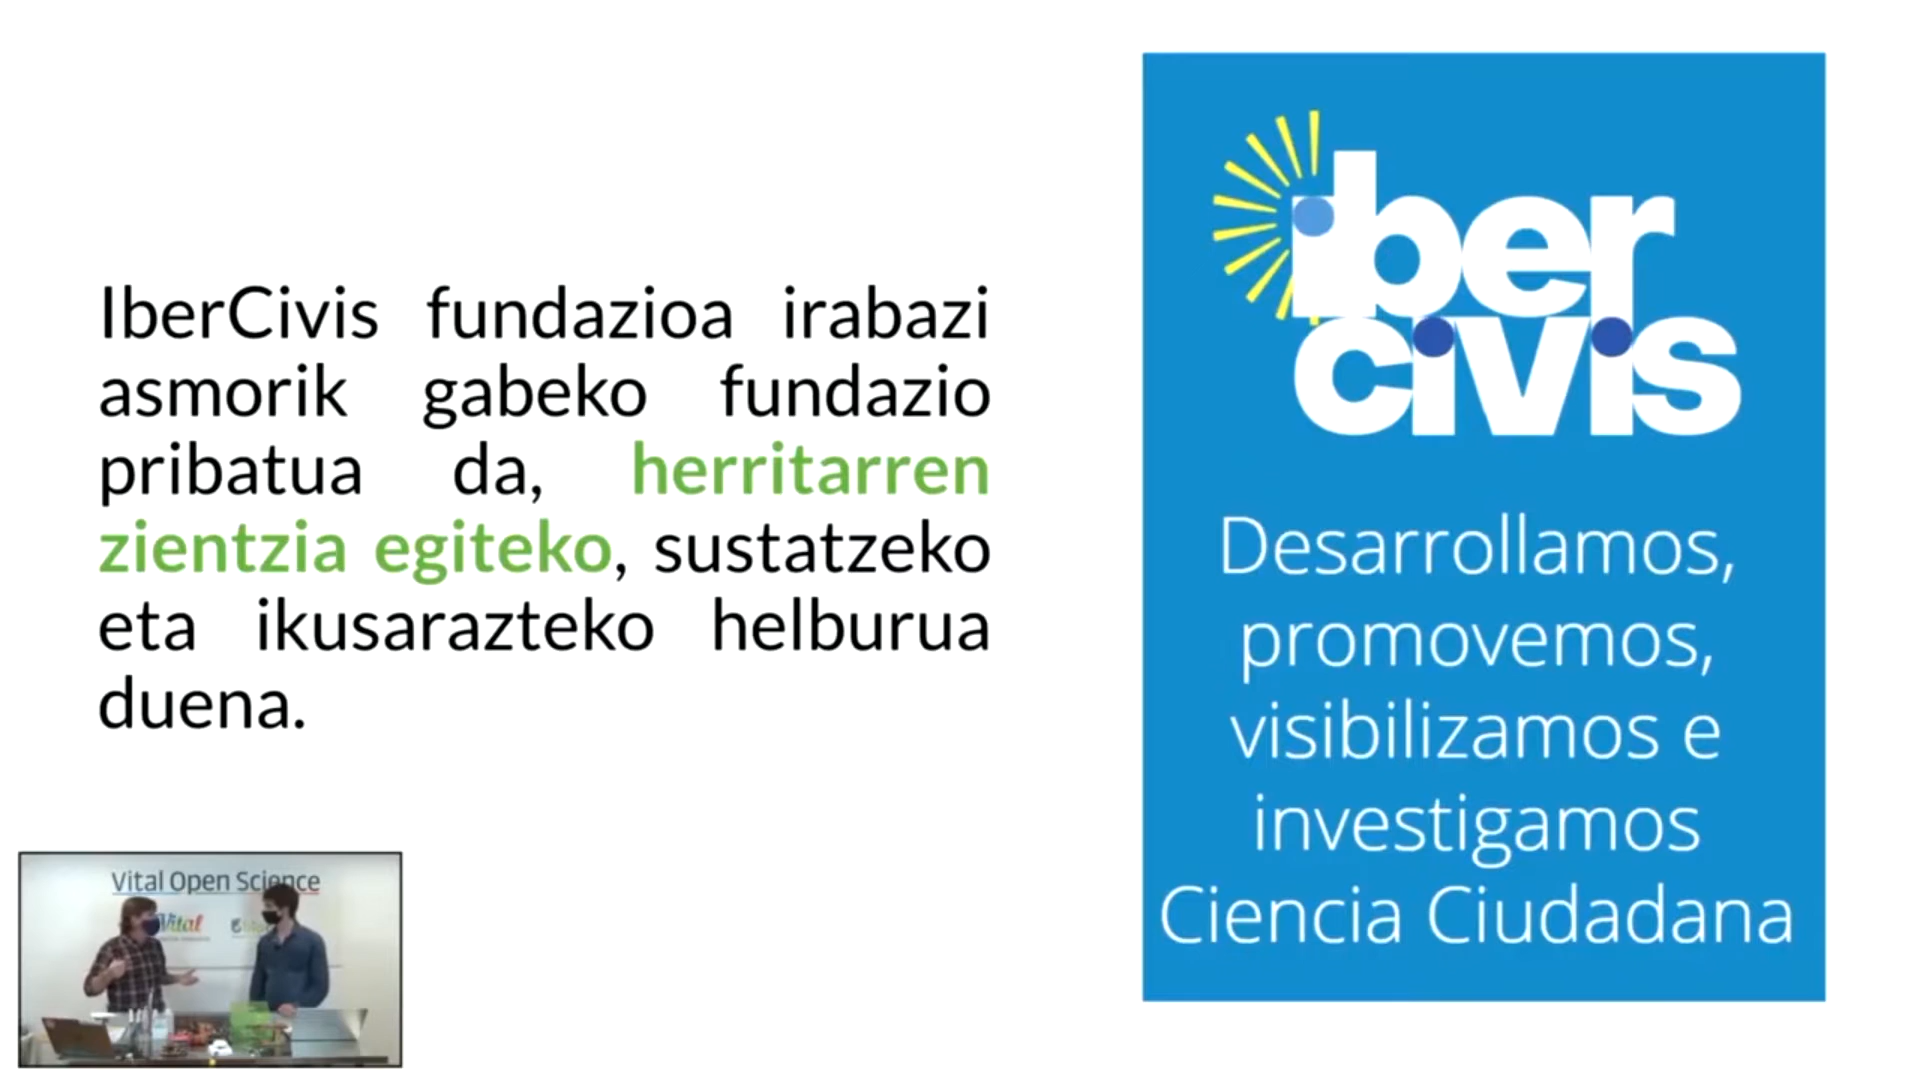 IberCivis fundazioa irabazi
asmorik gabeko fundazio
pribatua da, herritarren
zientzia egiteko, sustatzeko
eta ikusarazteko helburua
duena.
iber
civis
Desarrollamos,
promovemos,
visibilizamos e
investigamos
Ciencia Ciudadana
Vital Open Science
Vital